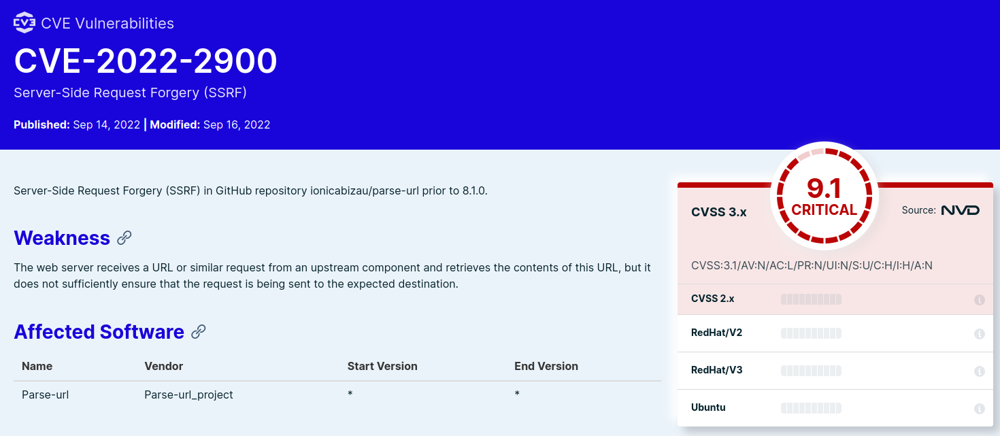 CVE Vulnerabilities
CVE-2022-2900
Server-Side Request Forgery (SSRF)
Published: Sep 14, 2022 | Modified: Sep 16, 2022
Server-Side Request Forgery (SSRF) in GitHub repository ionicabizau/parse-url prior to 8.1.0.
Weakness
The web server receives a URL or similar request from an upstream component and retrieves the contents of this URL, but it
does not sufficiently ensure that the request is being sent to the expected destination.
Affected Software
Name Vendor Start Version End Version
Parse-url Parse-url_project * *
9.1
CRITICAL
CVSS 3.x
Source: NVD
CVSS:3.1/AV:N/AC:L/PR:N/UI:N/S:U/C:H/I:H/A:N
CVSS 2.x
RedHat/V2
RedHat/V3
Ubuntu